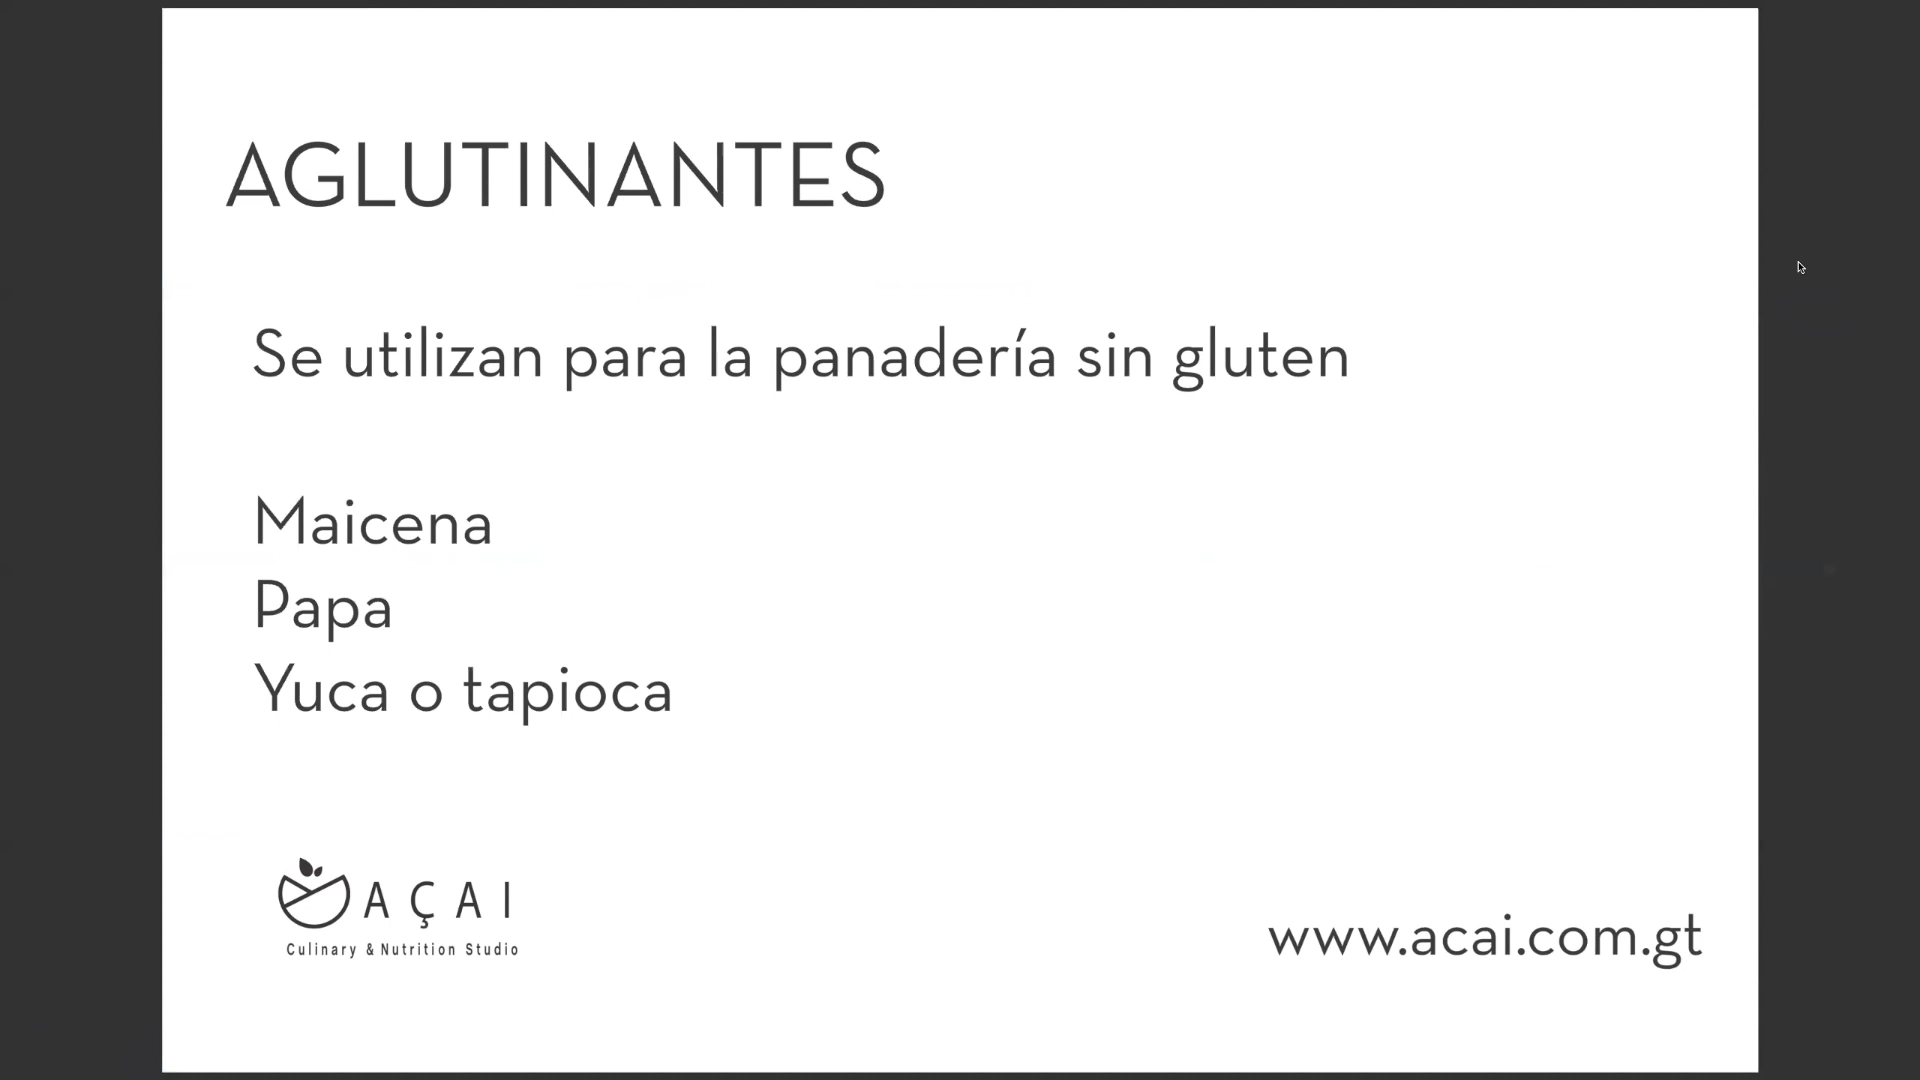 AGLUTINANTES
Se utilizan para la panadería sin gluten
Maicena
Papa
Yuca o tapioca
AÇAI
Culinary & Nutrition Studio
www.acai.com.gt